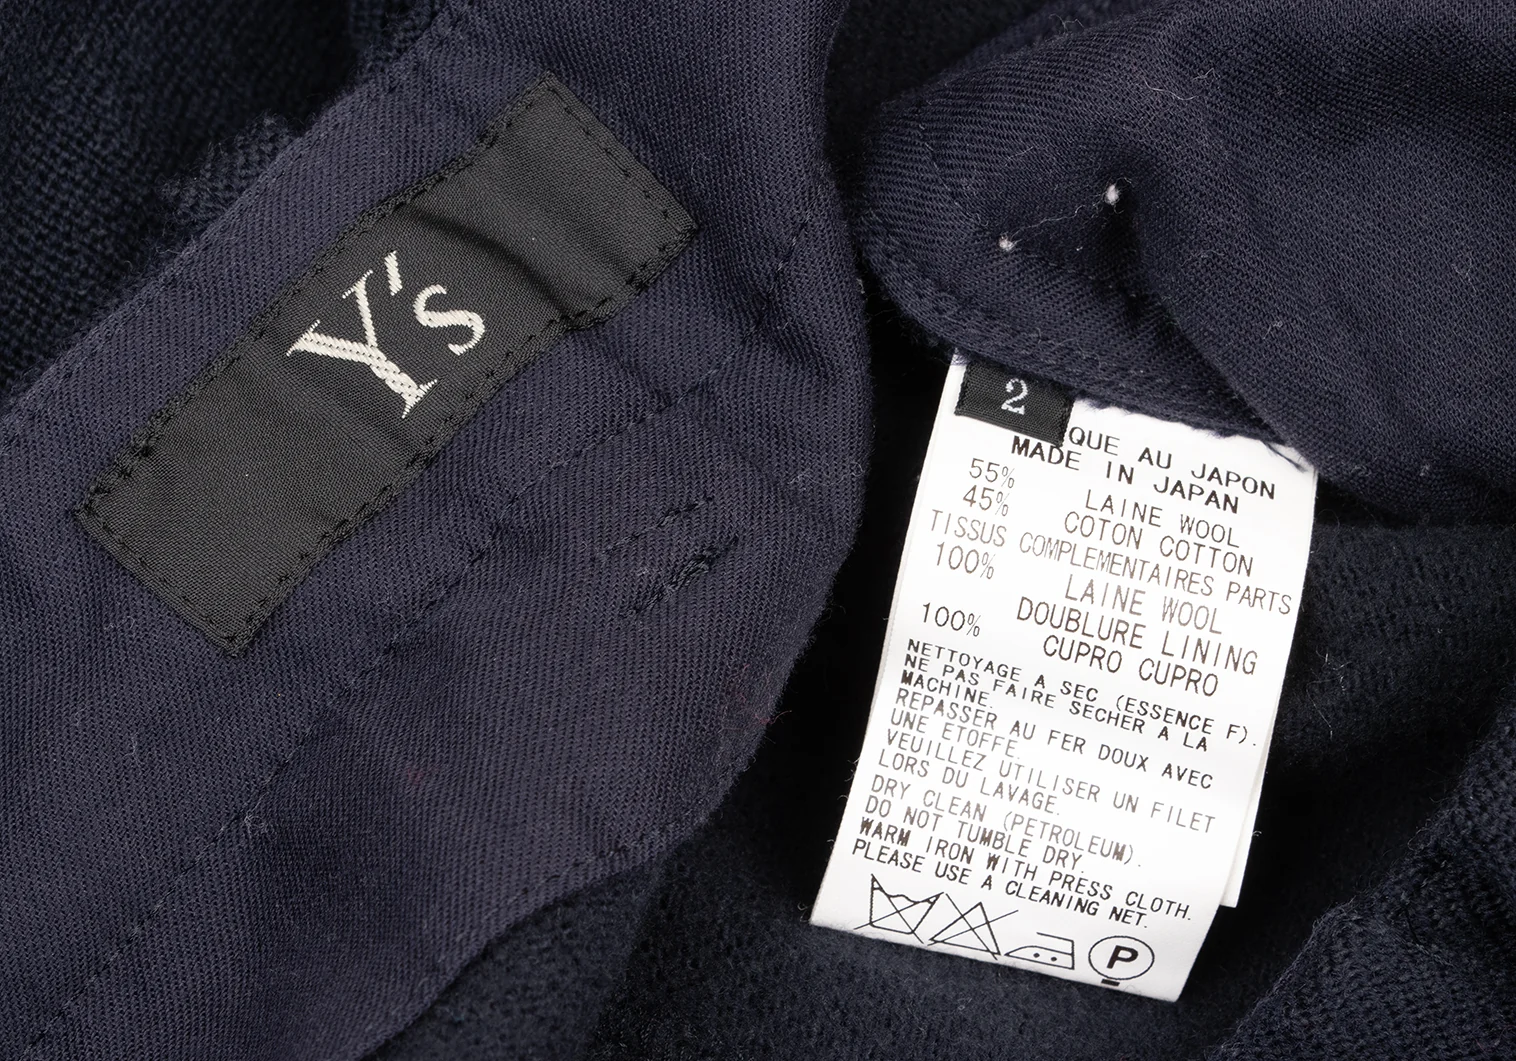 Y's
2
QUE AU JAPON
MADE IN JAPAN
55% LAINE WOOL
45% COTON COTTON
TISSUS COMPLEMENTAIRES PARTS
100% LAINE WOOL
DOUBLURE LINING
100% CUPRO CUPRO
NETTOYAGE A SEC (ESSENCE F).
NE PAS FAIRE SECHER A LA
MACHINE.
REPASSER AU FER DOUX AVEC
UNE ETOFFE.
VEUILLEZ UTILISER UN FILET
LORS DU LAVAGE.
DRY CLEAN (PETROLEUM).
DO NOT TUMBLE DRY.
WARM IRON WITH PRESS CLOTH.
PLEASE USE A CLEANING NET.
P